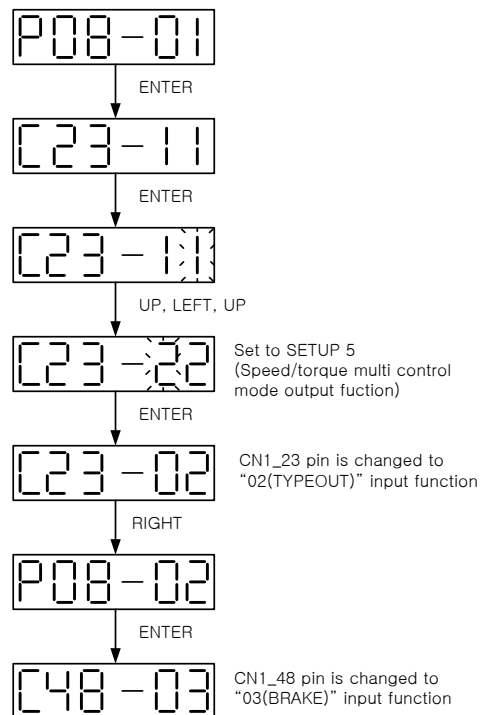 P08-01
ENTER
C23-11
ENTER
C23-11
UP, LEFT, UP
C23-22
Set to SETUP 5
(Speed/torque multi control
mode output fuction)
ENTER
C23-02
CN1_23 pin is changed to
“02(TYPEOUT)” input function
RIGHT
P08-02
ENTER
C48-03
CN1_48 pin is changed to
“03(BRAKE)” input function